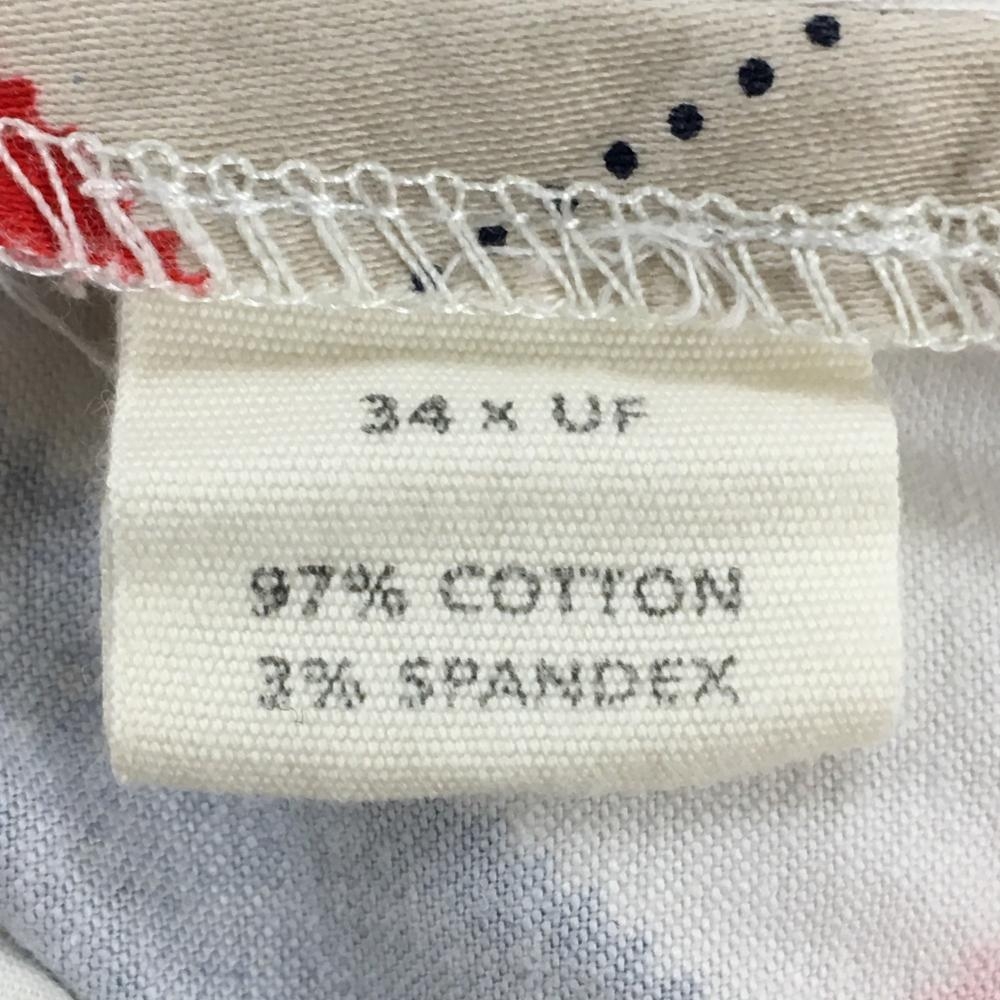 34 x UF
97% COTTON
3% SPANDEX